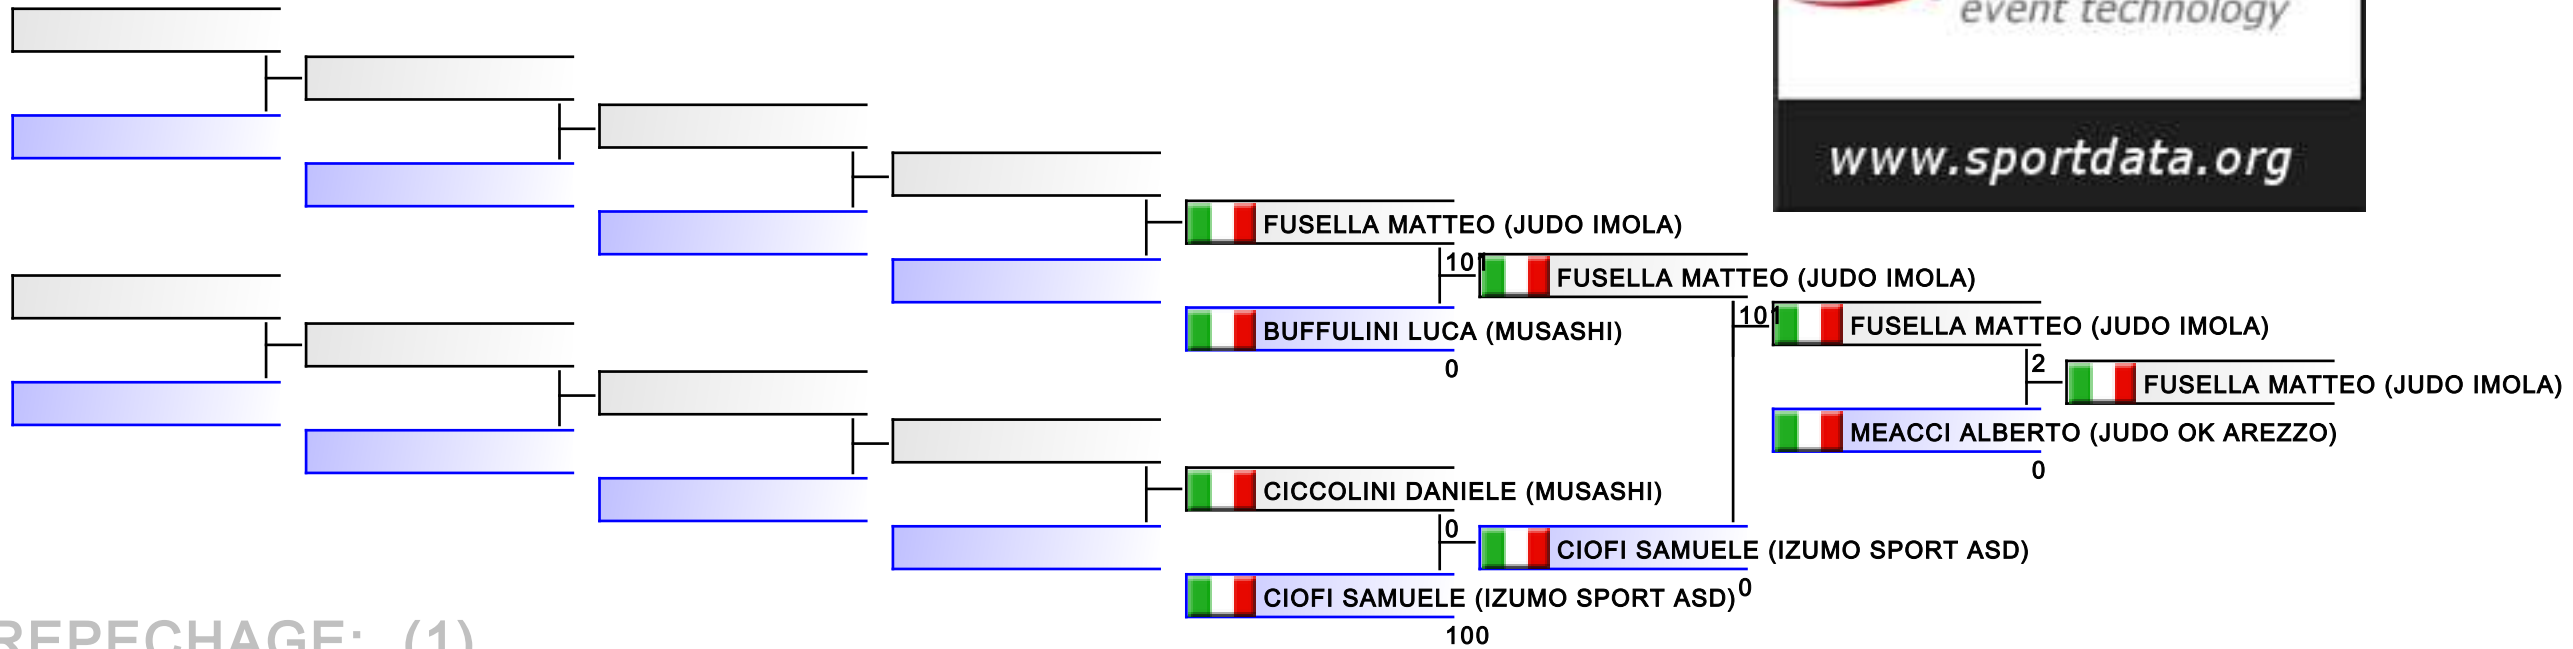 event technology
www.sportdata.org
FUSELLA MATTEO (JUDO IMOLA)
101
FUSELLA MATTEO (JUDO IMOLA)
BUFFULINI LUCA (MUSASHI)
0
101
FUSELLA MATTEO (JUDO IMOLA)
2
FUSELLA MATTEO (JUDO IMOLA)
MEACCI ALBERTO (JUDO OK AREZZO)
0
CICCOLINI DANIELE (MUSASHI)
0
CIOFI SAMUELE (IZUMO SPORT ASD)
0
CIOFI SAMUELE (IZUMO SPORT ASD)
100
REPECHAGE: (1)